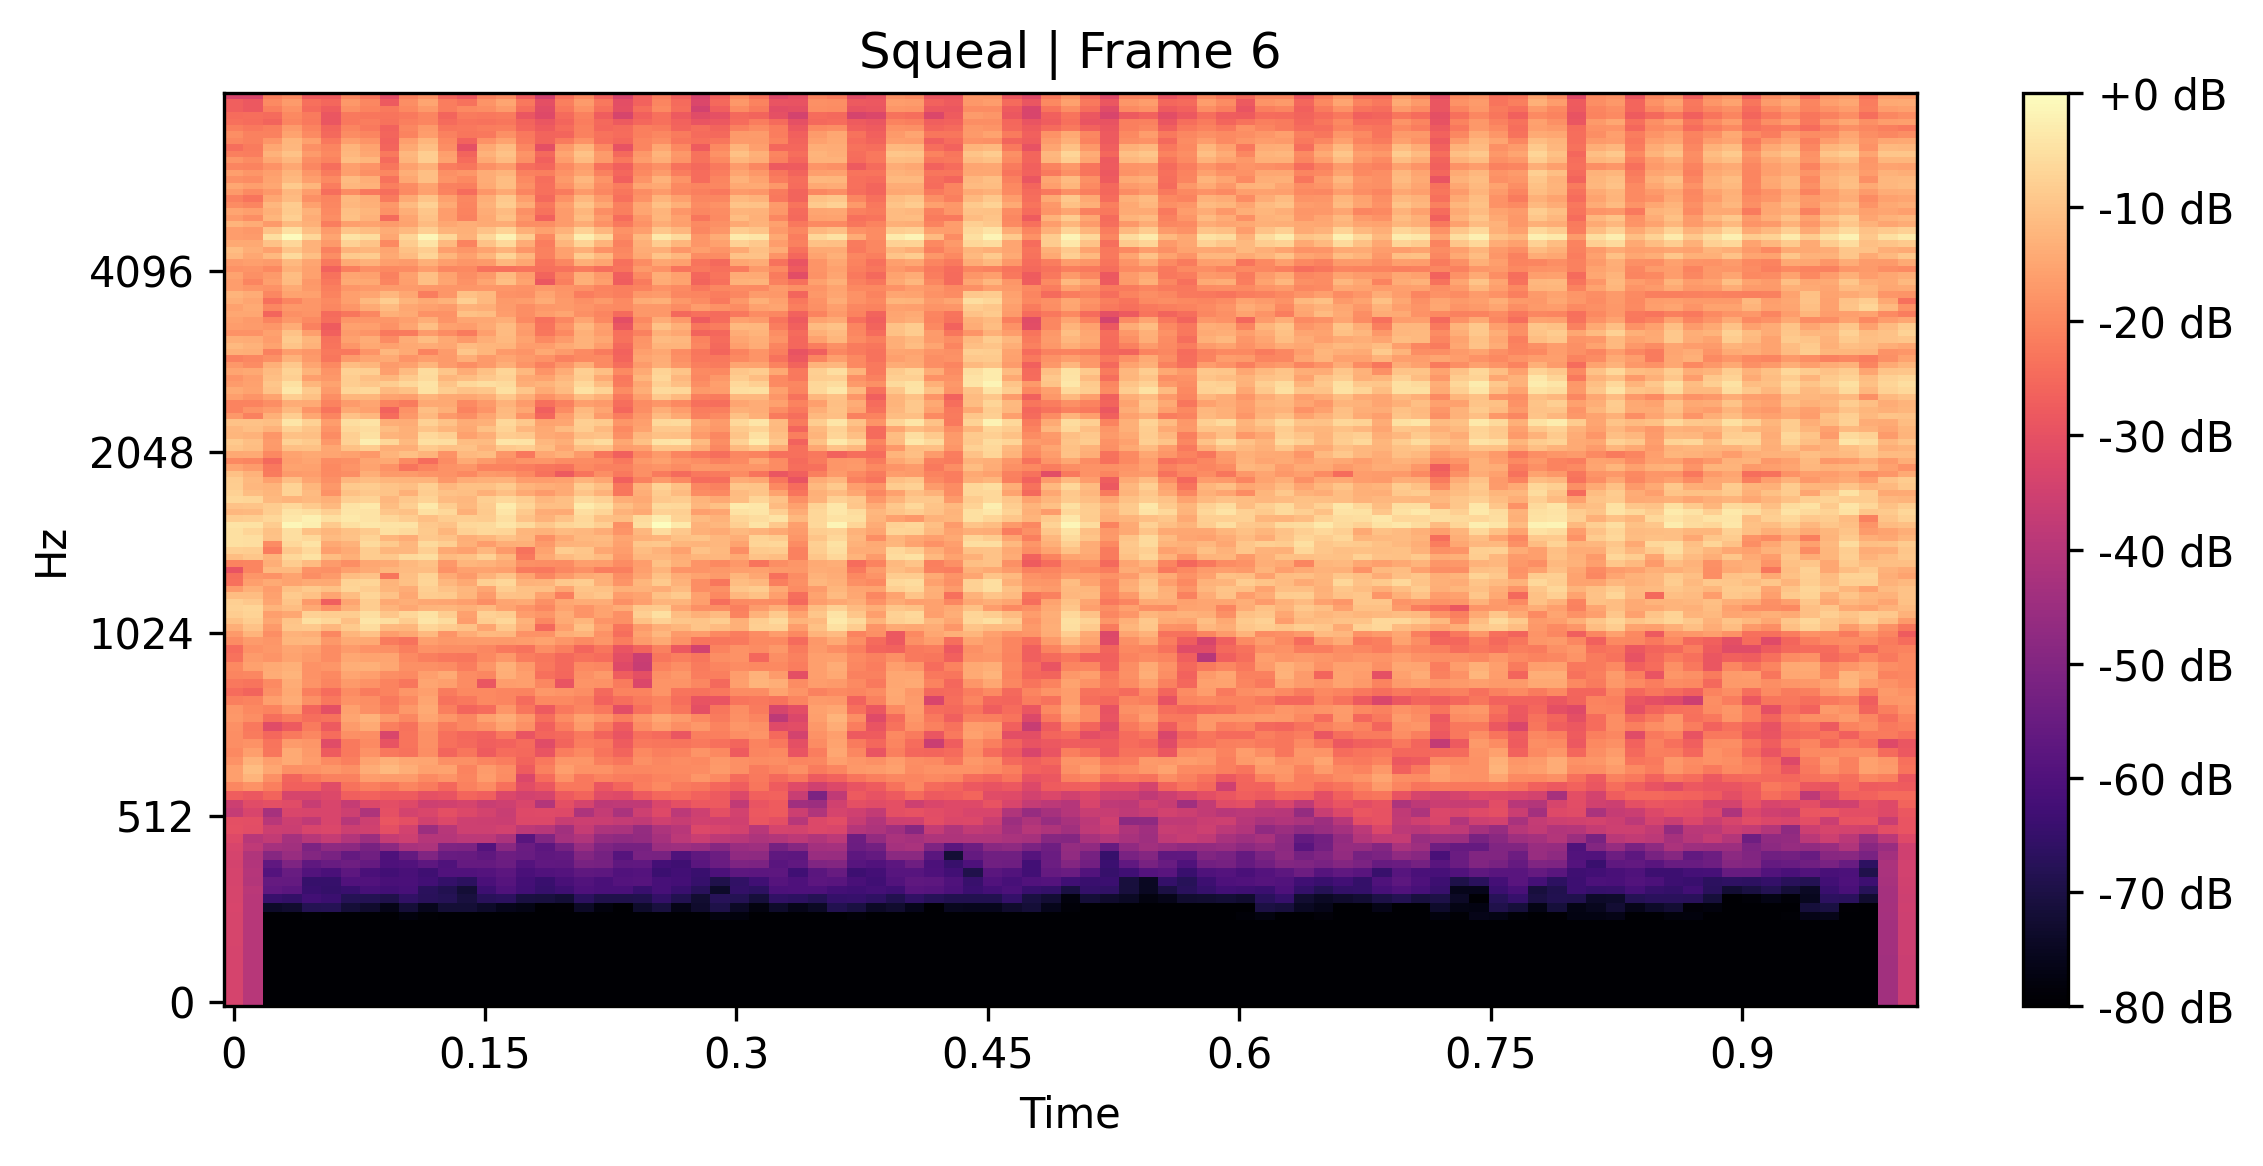 Squeal | Frame 6
+0 dB
-10 dB
-20 dB
-30 dB
-40 dB
-50 dB
-60 dB
-70 dB
-80 dB
Hz
4096
2048
1024
512
0
0 0.15 0.3 0.45 0.6 0.75 0.9
Time